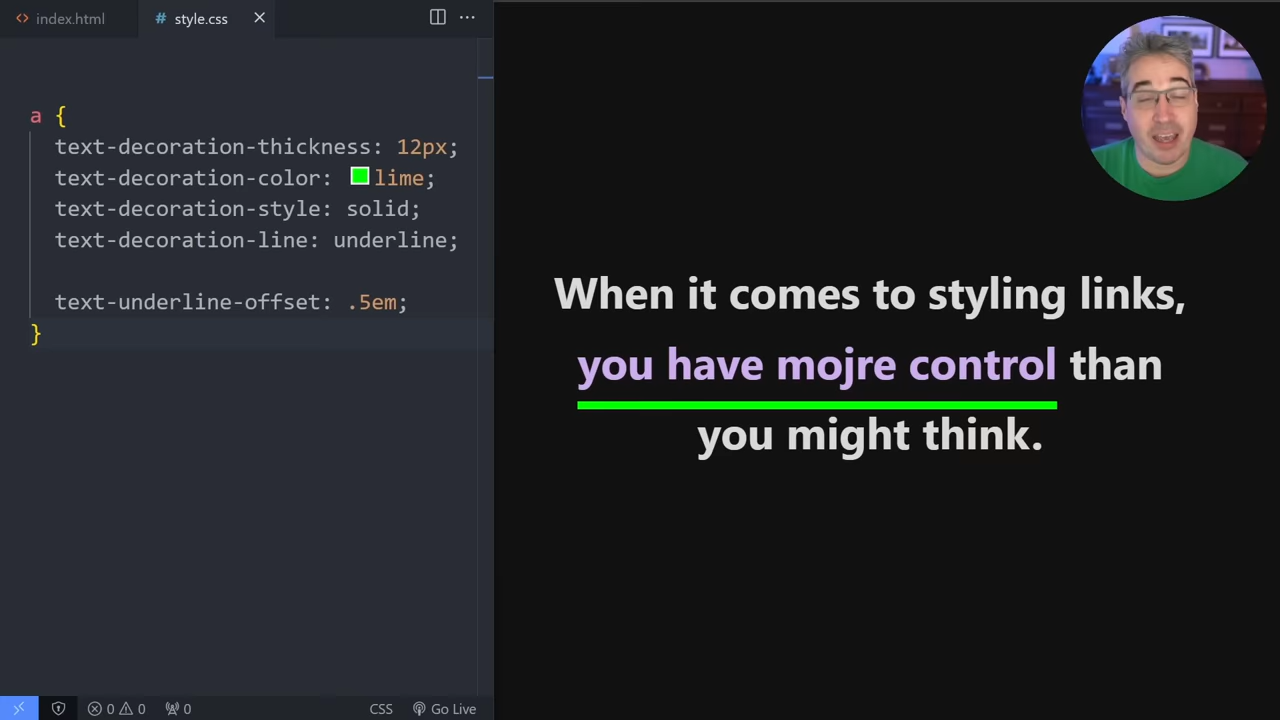 index.html
# style.css
a {
text-decoration-thickness: 12px;
text-decoration-color: lime;
text-decoration-style: solid;
text-decoration-line: underline;
text-underline-offset: .5em;
}
When it comes to styling links,
you have mojre control than
you might think.
0 0 0 CSS Go Live